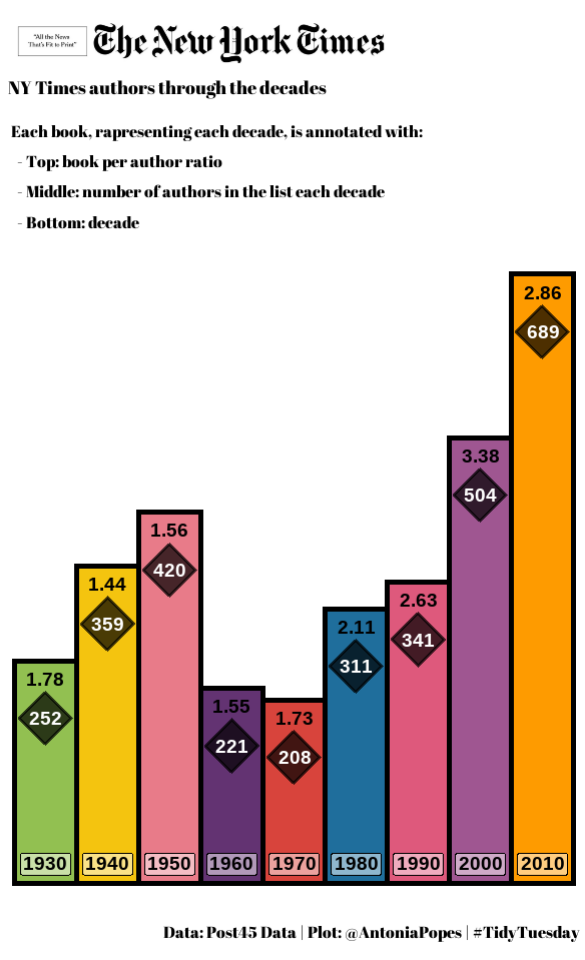 "All the News
That's Fit to Print"
The New York Times
NY Times authors through the decades
Each book, rapresenting each decade, is annotated with:
- Top: book per author ratio
- Middle: number of authors in the list each decade
- Bottom: decade
2.86
689
3.38
504
1.56
420
1.44
359
2.63
341
2.11
311
1.78
252
1.55
221
1.73
208
1930 1940 1950 1960 1970 1980 1990 2000 2010
Data: Post45 Data | Plot: @AntoniaPopes | #TidyTuesday